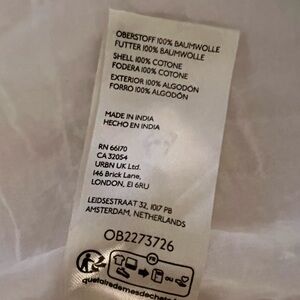 OBERSTOFF 100% BAUMWOLLE
FUTTER 100% BAUMWOLLE
SHELL 100% COTONE
FODERA 100% COTONE
EXTERIOR 100% ALGODÓN
FORRO 100% ALGODÓN
MADE IN INDIA
HECHO EN INDIA
RN 66170
CA 32054
URBN UK Ltd.
146 Brick Lane,
LONDON, E1 6RU
LEIDSESTRAAT 32, 1017 PB
AMSTERDAM, NETHERLANDS
OB2273726
FR
OU
quefairedemesdechets